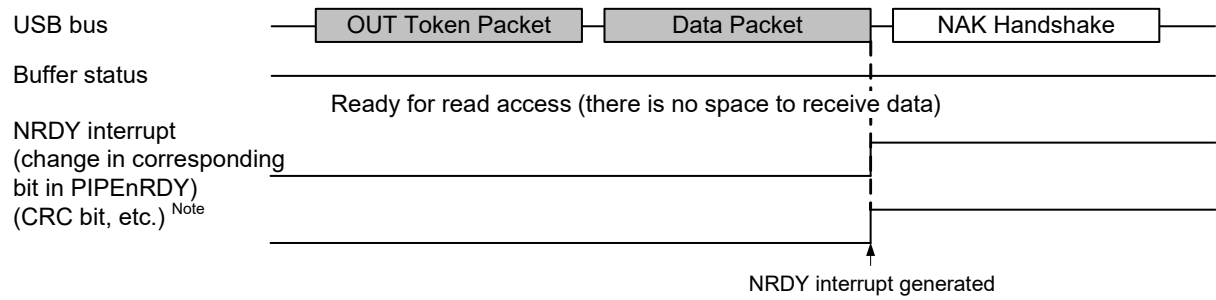 USB bus
OUT Token Packet
Data Packet
NAK Handshake
Buffer status
Ready for read access (there is no space to receive data)
NRDY interrupt
(change in corresponding
bit in PIPEnRDY)
(CRC bit, etc.) Note
NRDY interrupt generated